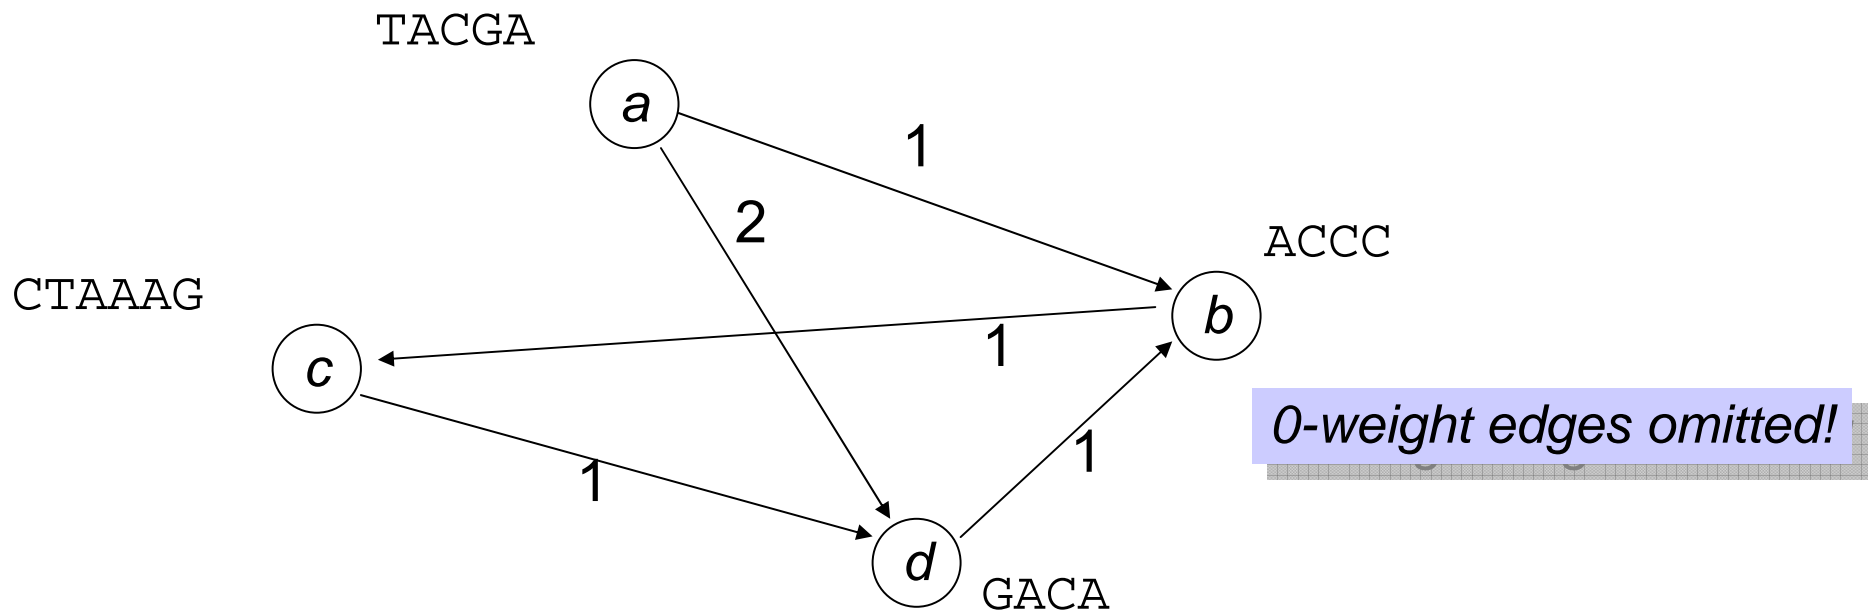 TACGA
a
1
2
ACCC
CTAAAG
b
1
c
0-weight edges omitted!
1
1
d
GACA